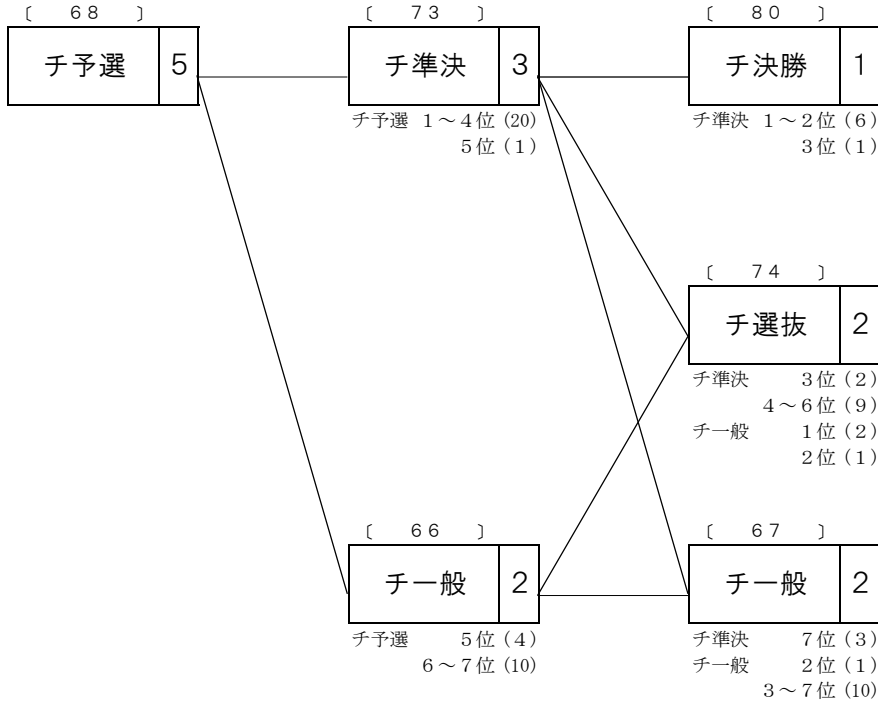 〔 ６８ 〕
チ予選 5
〔 ７３ 〕
チ準決 3
チ予選 １～４位 (20)
５位 (１)
〔 ８０ 〕
チ決勝 1
チ準決 １～２位 (６)
３位 (１)
〔 ７４ 〕
チ選抜 2
チ準決 ３位 (２)
４～６位 (９)
チ一般 １位 (２)
２位 (１)
〔 ６６ 〕
チ一般 2
チ予選 ５位 (４)
６～７位 (10)
〔 ６７ 〕
チ一般 2
チ準決 ７位 (３)
チ一般 ２位 (１)
３～７位 (10)